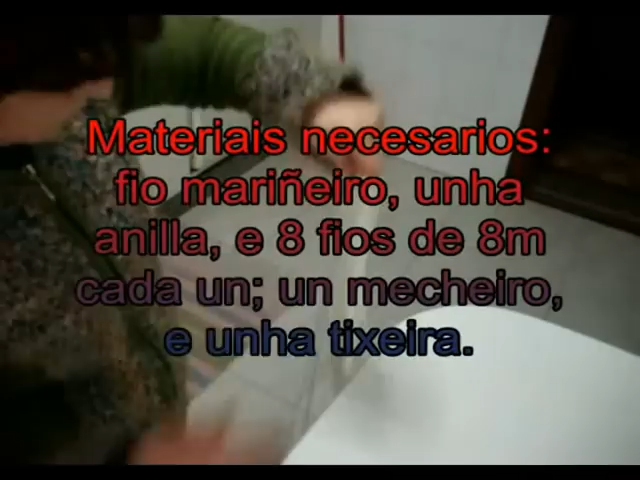 Materiais necesarios:
fio mariñeiro, unha
anilla, e 8 fios de 8m
cada un; un mecheiro,
e unha tixeira.